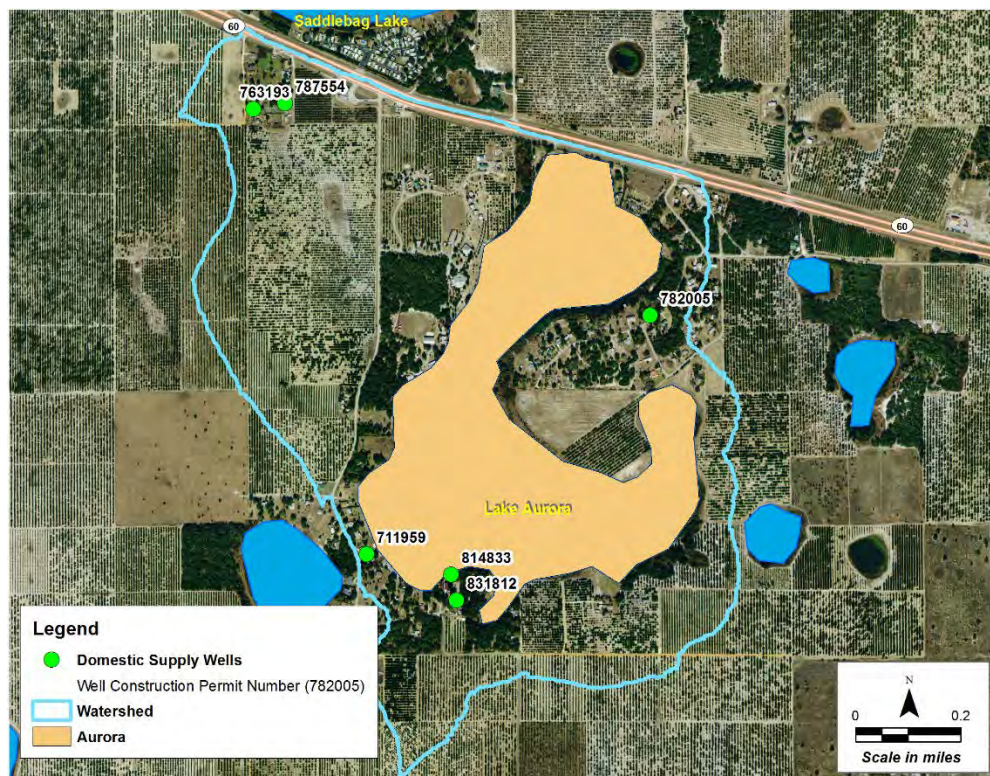 Saddlebag Lake
60
763193
787554
60
782005
Lake Aurora
711959
814833
831812
Legend
Domestic Supply Wells
Well Construction Permit Number (782005)
Watershed
Aurora
N
0 0.2
Scale in miles